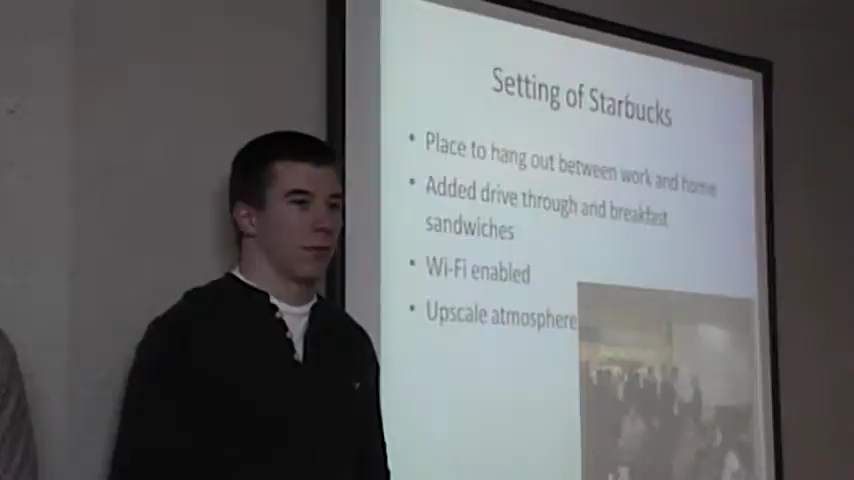 Setting of Starbucks
• Place to hang out between work and home
• Added drive through and breakfast
sandwiches
• Wi-Fi enabled
• Upscale atmosphere